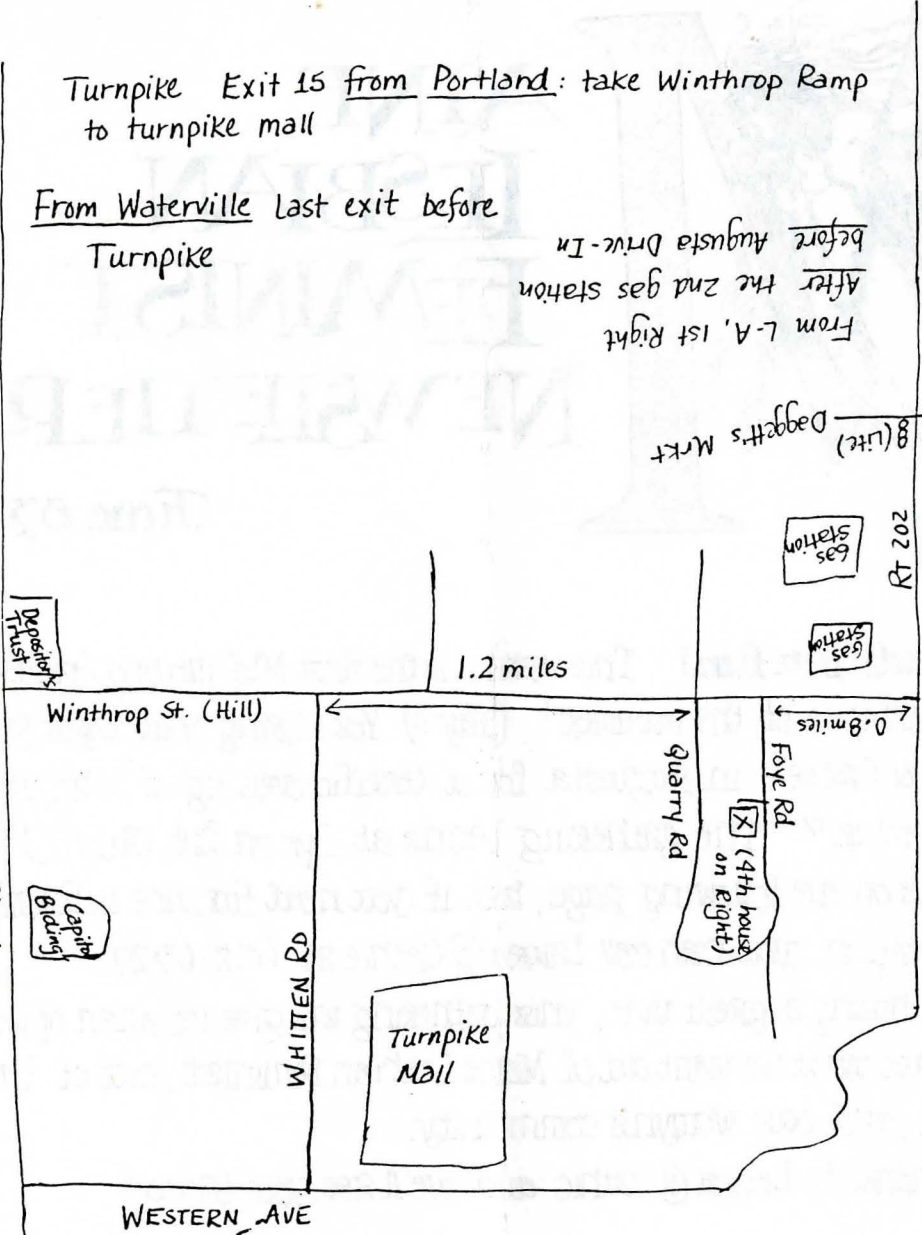 Turnpike Exit 15 from Portland: take Winthrop Ramp
to turnpike mall
From Waterville Last exit before
Turnpike
From L-A, 1st Right
After the 2nd gas station
before Augusta Drive-In
8 (Lite) Daggett's Mrkt
Gas
Station
Rt 202
Gas
Station
Depositors
Trust
1.2 miles
Winthrop St. (Hill)
0.8 miles
Quarry Rd
Foye Rd
X (4th house
on right)
Capitol
Bilding
WHITTEN RD
Turnpike
Mall
WESTERN AVE